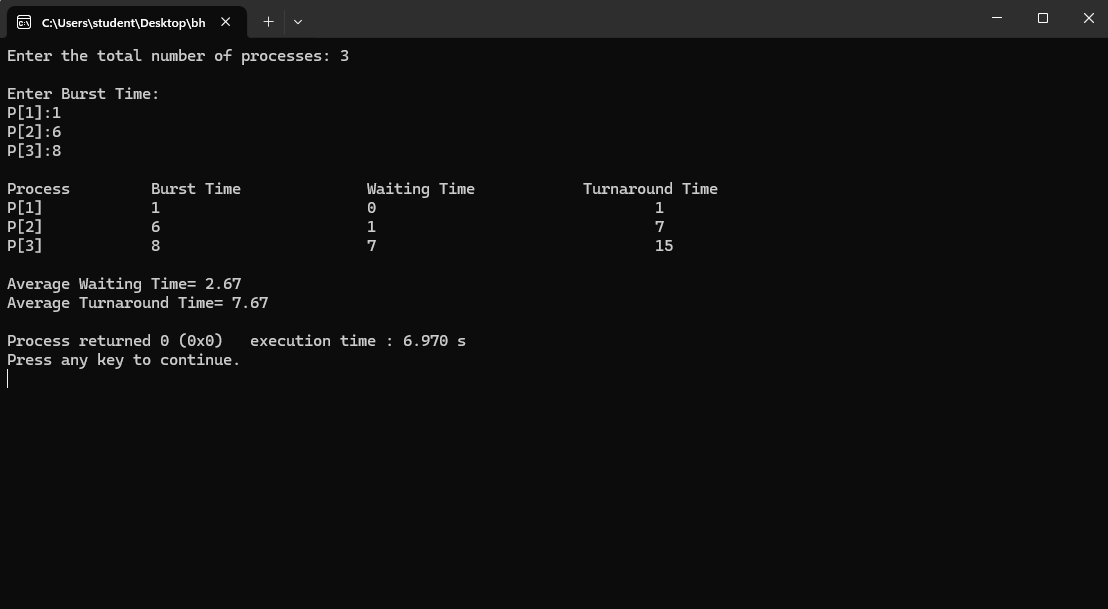 C:\Users\student\Desktop\bh
Enter the total number of processes: 3
Enter Burst Time:
P[1]:1
P[2]:6
P[3]:8
Process Burst Time Waiting Time Turnaround Time
P[1] 1 0 1
P[2] 6 1 7
P[3] 8 7 15
Average Waiting Time= 2.67
Average Turnaround Time= 7.67
Process returned 0 (0x0) execution time : 6.970 s
Press any key to continue.